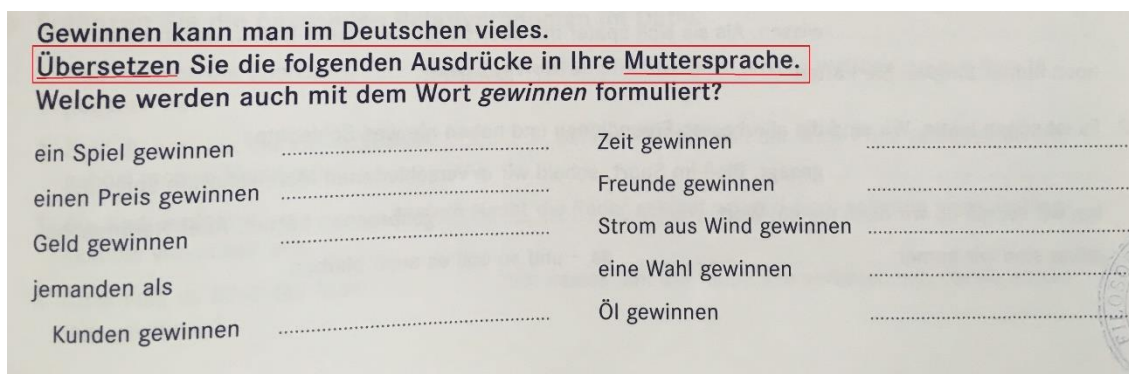 Gewinnen kann man im Deutschen vieles.
Übersetzen Sie die folgenden Ausdrücke in Ihre Muttersprache.
Welche werden auch mit dem Wort gewinnen formuliert?
ein Spiel gewinnen ........................
einen Preis gewinnen ........................
Geld gewinnen ........................
jemanden als
Kunden gewinnen ........................
Zeit gewinnen ........................
Freunde gewinnen ........................
Strom aus Wind gewinnen ........................
eine Wahl gewinnen ........................
Öl gewinnen ........................